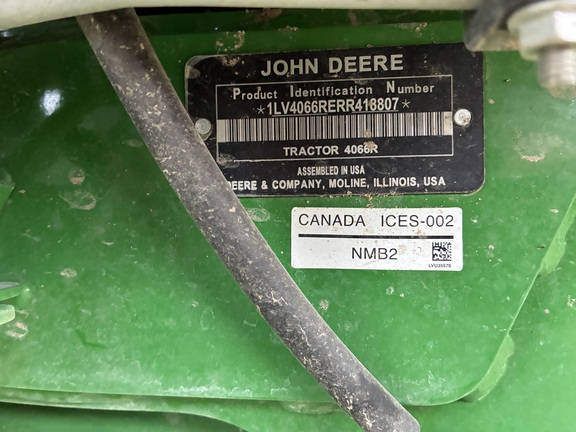 JOHN DEERE
Product Identification Number
*1LV4066RERR418807*
TRACTOR 4066R
ASSEMBLED IN USA
DEERE & COMPANY, MOLINE, ILLINOIS, USA
CANADA ICES-002
NMB2